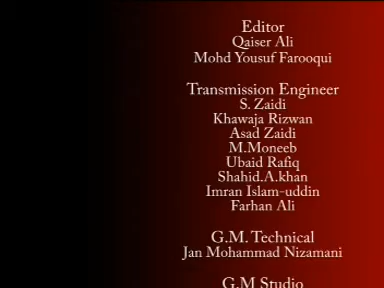 Editor
Qaiser Ali
Mohd Yousuf Farooqui
Transmission Engineer
S. Zaidi
Khawaja Rizwan
Asad Zaidi
M.Moneeb
Ubaid Rafiq
Shahid.A.khan
Imran Islam-uddin
Farhan Ali
G.M. Technical
Jan Mohammad Nizamani
G.M Studio